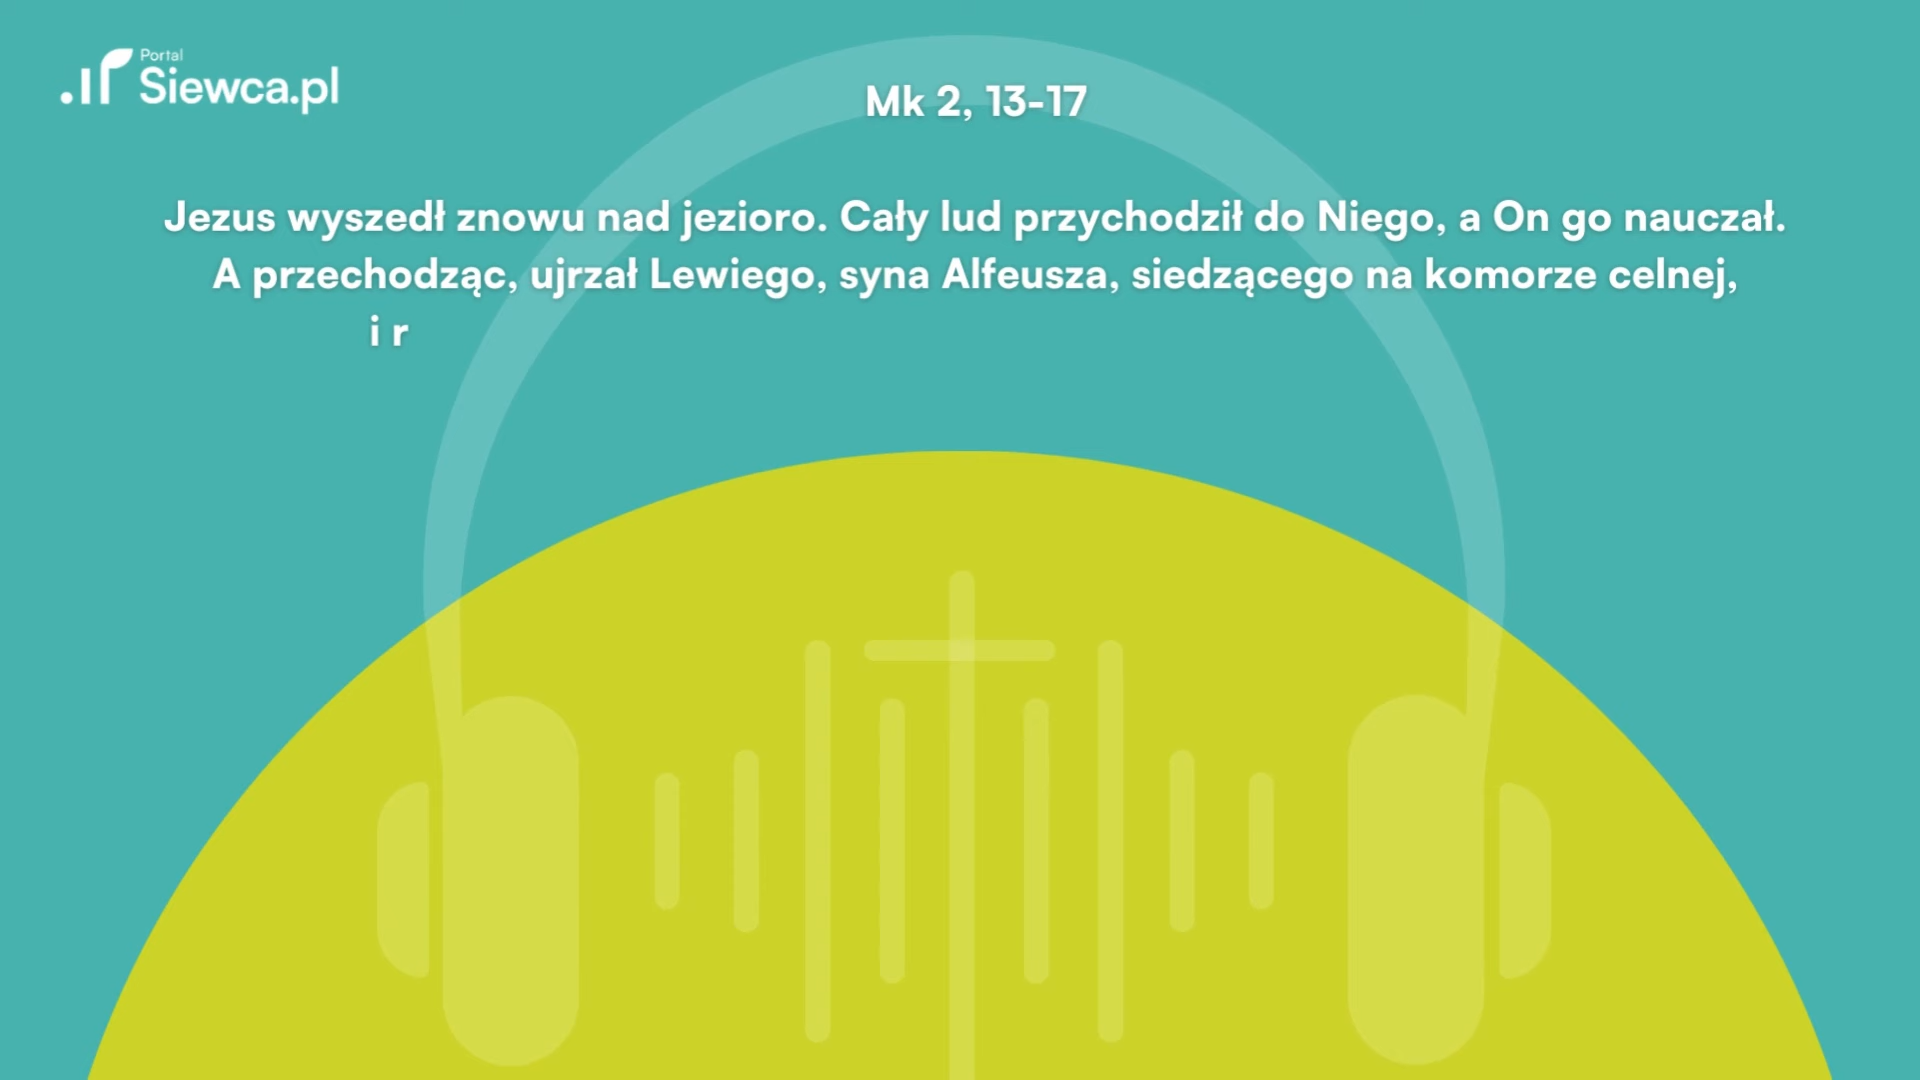 Portal
Siewca.pl
Mk 2, 13-17
Jezus wyszedł znowu nad jezioro. Cały lud przychodził do Niego, a On go nauczał.
A przechodząc, ujrzał Lewiego, syna Alfeusza, siedzącego na komorze celnej,
i r